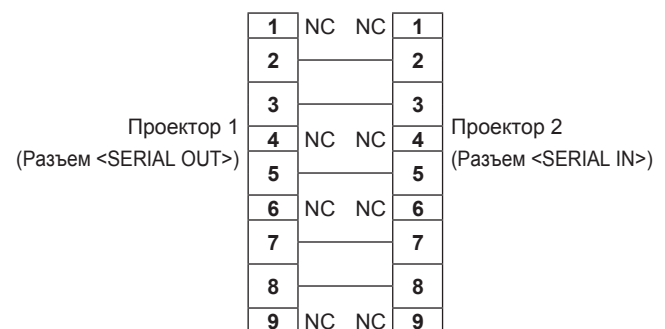 1 NC NC 1
2 2
3 3
Проектор 1 Проектор 2
4 NC NC 4
(Разъем <SERIAL OUT>) (Разъем <SERIAL IN>)
5 5
6 NC NC 6
7 7
8 8
9 NC NC 9